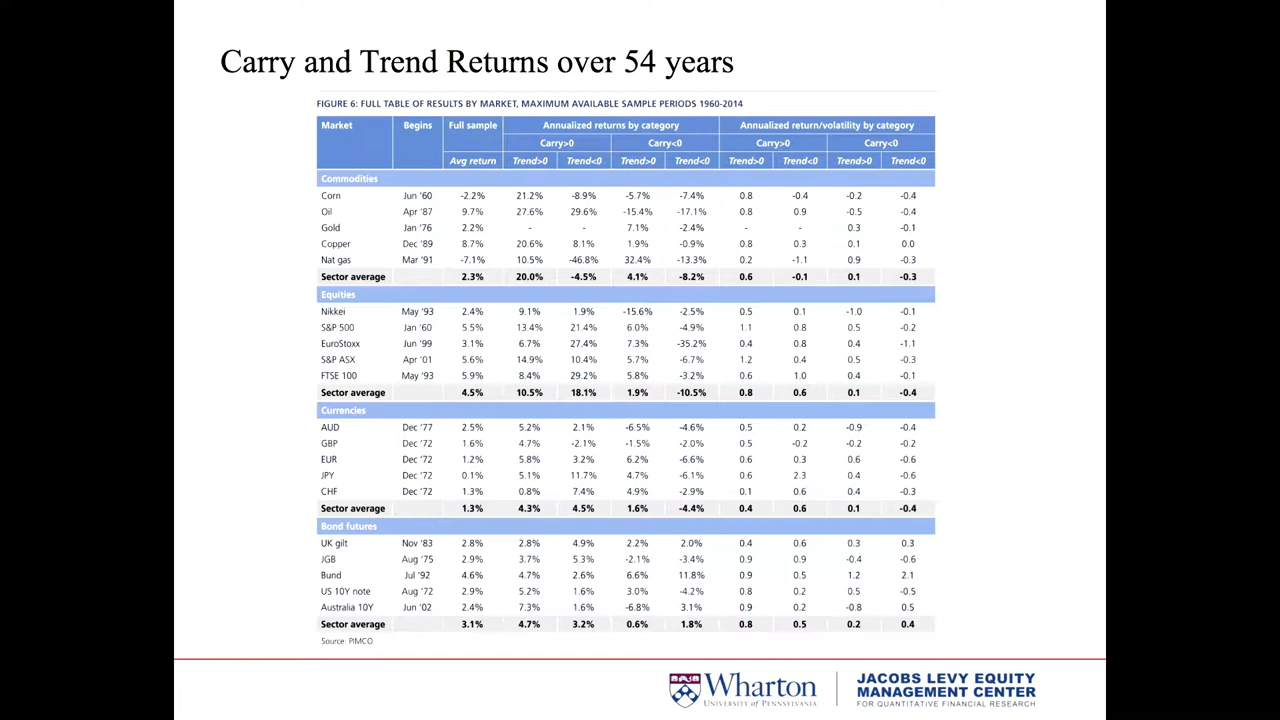 Carry and Trend Returns over 54 years
FIGURE 6: FULL TABLE OF RESULTS BY MARKET, MAXIMUM AVAILABLE SAMPLE PERIODS 1960-2014
Market Begins Full sample Annualized returns by category Annualized return/volatility by category
Carry>0 Carry<0 Carry>0 Carry<0
Avg return Trend>0 Trend<0 Trend>0 Trend<0 Trend>0 Trend<0 Trend>0 Trend<0
Commodities
Corn Jun '60 -2.2% 21.2% -8.9% -5.7% -7.4% 0.8 -0.4 -0.2 -0.4
Oil Apr '87 9.7% 27.6% 29.6% -15.4% -17.1% 0.8 0.9 -0.5 -0.4
Gold Jan '76 2.2% - - 7.1% -2.4% - - 0.3 -0.1
Copper Dec '89 8.7% 20.6% 8.1% 1.9% -0.9% 0.8 0.3 0.1 0.0
Nat gas Mar '91 -7.1% 10.5% -46.8% 32.4% -13.3% 0.2 -1.1 0.9 -0.3
Sector average 2.3% 20.0% -4.5% 4.1% -8.2% 0.6 -0.1 0.1 -0.3
Equities
Nikkei May '93 2.4% 9.1% 1.9% -15.6% -2.5% 0.5 0.1 -1.0 -0.1
S&P 500 Jan '60 5.5% 13.4% 21.4% 6.0% -4.9% 1.1 0.8 0.5 -0.2
EuroStoxx Jun '99 3.1% 6.7% 27.4% 7.3% -35.2% 0.4 0.8 0.4 -1.1
S&P ASX Apr '01 5.6% 14.9% 10.4% 5.7% -6.7% 1.2 0.4 0.5 -0.3
FTSE 100 May '93 5.9% 8.4% 29.2% 5.8% -3.2% 0.6 1.0 0.4 -0.1
Sector average 4.5% 10.5% 18.1% 1.9% -10.5% 0.8 0.6 0.1 -0.4
Currencies
AUD Dec '77 2.5% 5.2% 2.1% -6.5% -4.6% 0.5 0.2 -0.9 -0.4
GBP Dec '72 1.6% 4.7% -2.1% -1.5% -2.0% 0.5 -0.2 -0.2 -0.2
EUR Dec '72 1.2% 5.8% 3.2% 6.2% -6.6% 0.6 0.3 0.6 -0.6
JPY Dec '72 0.1% 5.1% 11.7% 4.7% -6.1% 0.6 2.3 0.4 -0.6
CHF Dec '72 1.3% 0.8% 7.4% 4.9% -2.9% 0.1 0.6 0.4 -0.3
Sector average 1.3% 4.3% 4.5% 1.6% -4.4% 0.4 0.6 0.1 -0.4
Bond futures
UK gilt Nov '83 2.8% 2.8% 4.9% 2.2% 2.0% 0.4 0.6 0.3 0.3
JGB Aug '75 2.9% 3.7% 5.3% -2.1% -3.4% 0.9 0.9 -0.4 -0.6
Bund Jul '92 4.6% 4.7% 2.6% 6.6% 11.8% 0.9 0.5 1.2 2.1
US 10Y note Aug '72 2.9% 5.2% 1.6% 3.0% -4.2% 0.8 0.2 0.5 -0.5
Australia 10Y Jun '02 2.4% 7.3% 1.6% -6.8% 3.1% 0.9 0.2 -0.8 0.5
Sector average 3.1% 4.7% 3.2% 0.6% 1.8% 0.8 0.5 0.2 0.4
Source: PIMCO
Wharton
UNIVERSITY of PENNSYLVANIA
JACOBS LEVY EQUITY
MANAGEMENT CENTER
FOR QUANTITATIVE FINANCIAL RESEARCH